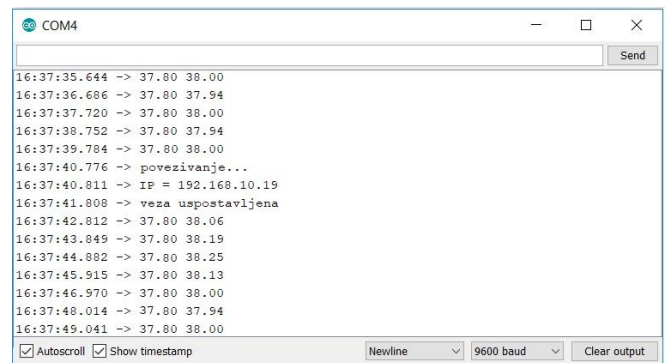 COM4
Send
16:37:35.644 -> 37.80 38.00
16:37:36.686 -> 37.80 37.94
16:37:37.720 -> 37.80 38.00
16:37:38.752 -> 37.80 37.94
16:37:39.784 -> 37.80 38.00
16:37:40.776 -> povezivanje...
16:37:40.811 -> IP = 192.168.10.19
16:37:41.808 -> veza uspostavljena
16:37:42.812 -> 37.80 38.06
16:37:43.849 -> 37.80 38.19
16:37:44.882 -> 37.80 38.25
16:37:45.915 -> 37.80 38.13
16:37:46.970 -> 37.80 38.00
16:37:48.014 -> 37.80 37.94
16:37:49.041 -> 37.80 38.00
Autoscroll Show timestamp Newline 9600 baud Clear output